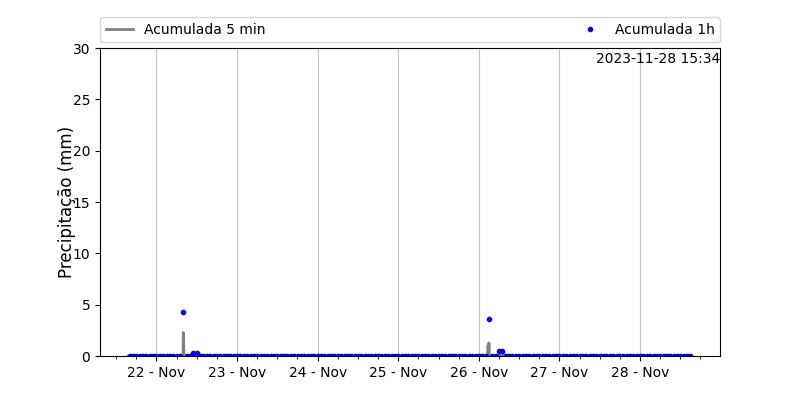 Acumulada 5 min
Acumulada 1h
2023-11-28 15:34
Precipitação (mm)
30
25
20
15
10
5
0
22 - Nov
23 - Nov
24 - Nov
25 - Nov
26 - Nov
27 - Nov
28 - Nov